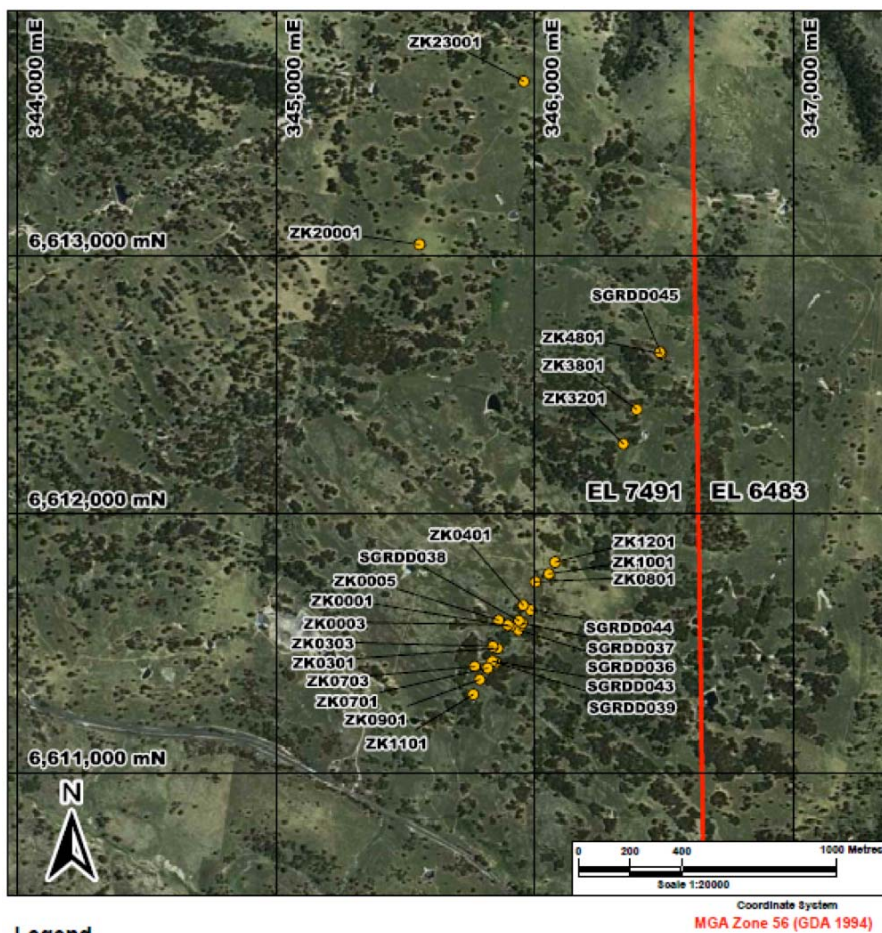 344,000 mE
345,000 mE
346,000 mE
347,000 mE
ZK23001
ZK20001
6,613,000 mN
SGRDD045
ZK4801
ZK3801
ZK3201
EL 7491
EL 6483
6,612,000 mN
ZK0401
SGRDD038
ZK0005
ZK0001
ZK0003
ZK0303
ZK0301
ZK0703
ZK0701
ZK0901
ZK1101
ZK1201
ZK1001
ZK0801
SGRDD044
SGRDD037
SGRDD036
SGRDD043
SGRDD039
6,611,000 mN
N
0 200 400 1000 Metres
Scale 1:20000
Coordinate System
MGA Zone 56 (GDA 1994)
Legend